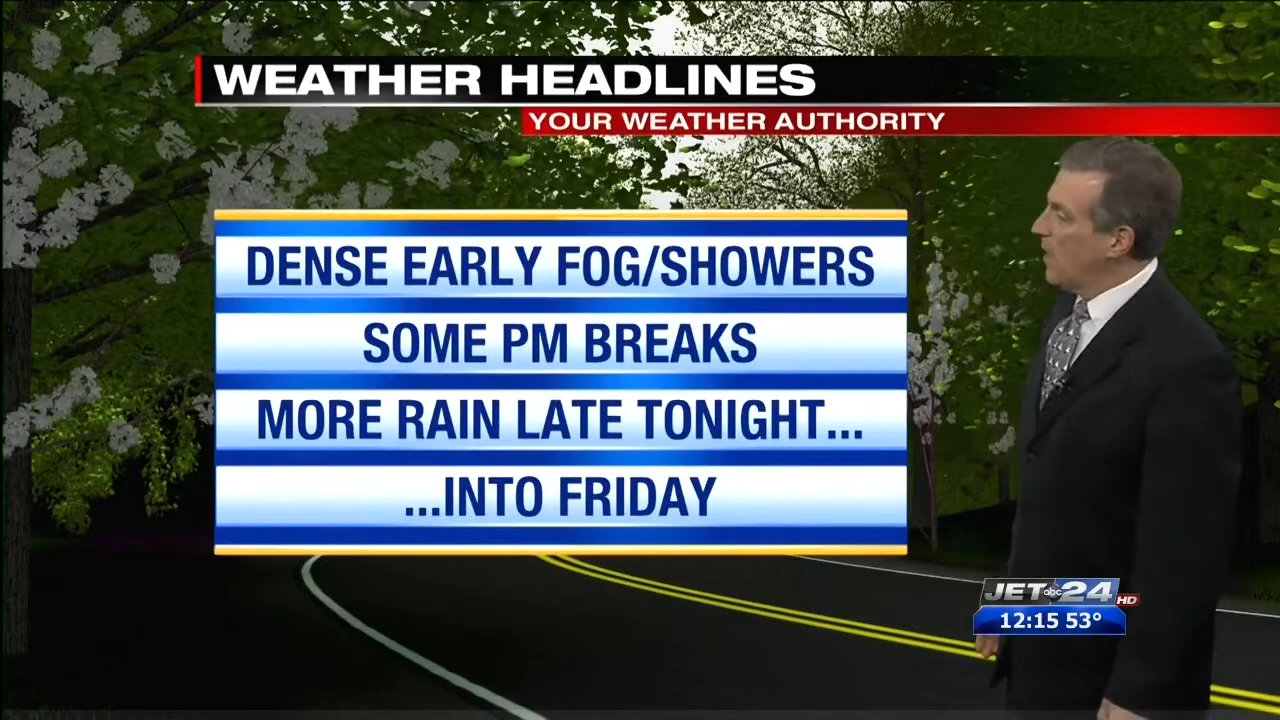 WEATHER HEADLINES
YOUR WEATHER AUTHORITY
DENSE EARLY FOG/SHOWERS
SOME PM BREAKS
MORE RAIN LATE TONIGHT...
...INTO FRIDAY
JET abc 24 HD
12:15 53°